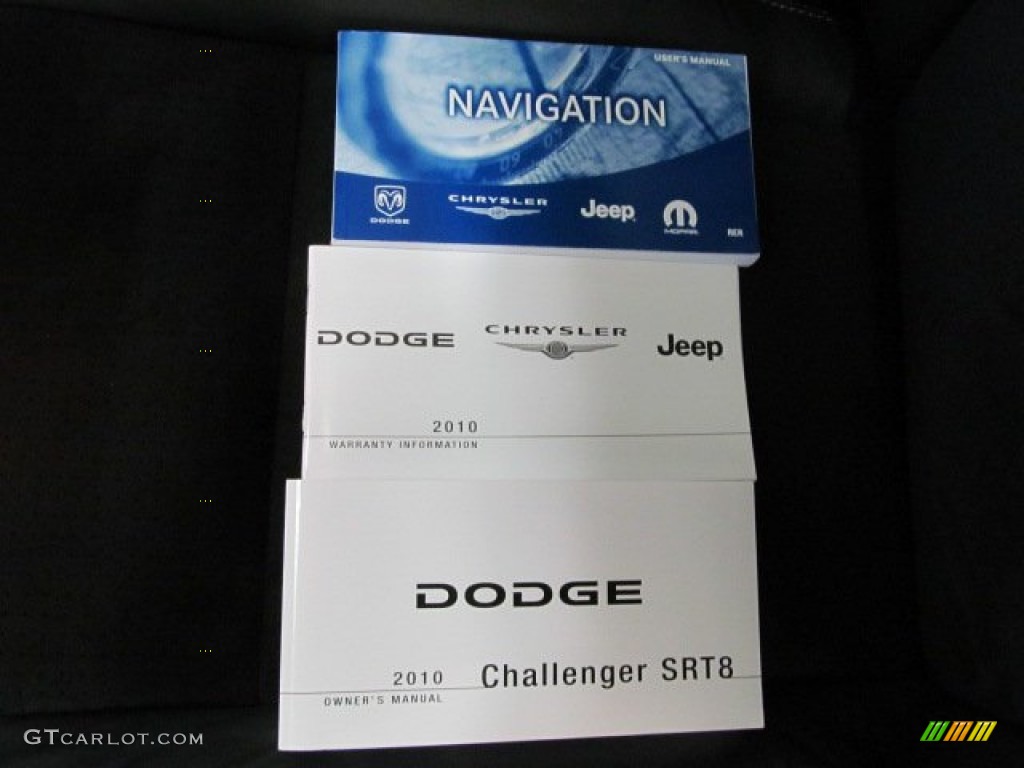 USER'S MANUAL
NAVIGATION
DODGE
CHRYSLER
Jeep
MOPAR
RER
DODGE
CHRYSLER
Jeep
2010
WARRANTY INFORMATION
DODGE
2010 Challenger SRT8
OWNER'S MANUAL
GTCARLOT.COM